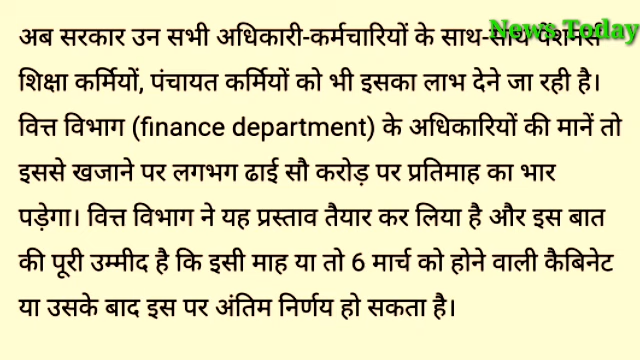 News Today
अब सरकार उन सभी अधिकारी-कर्मचारियों के साथ-साथ पेंशनर्स
शिक्षा कर्मियों, पंचायत कर्मियों को भी इसका लाभ देने जा रही है।
वित्त विभाग (finance department) के अधिकारियों की मानें तो
इससे खजाने पर लगभग ढाई सौ करोड़ पर प्रतिमाह का भार
पड़ेगा। वित्त विभाग ने यह प्रस्ताव तैयार कर लिया है और इस बात
की पूरी उम्मीद है कि इसी माह या तो 6 मार्च को होने वाली कैबिनेट
या उसके बाद इस पर अंतिम निर्णय हो सकता है।